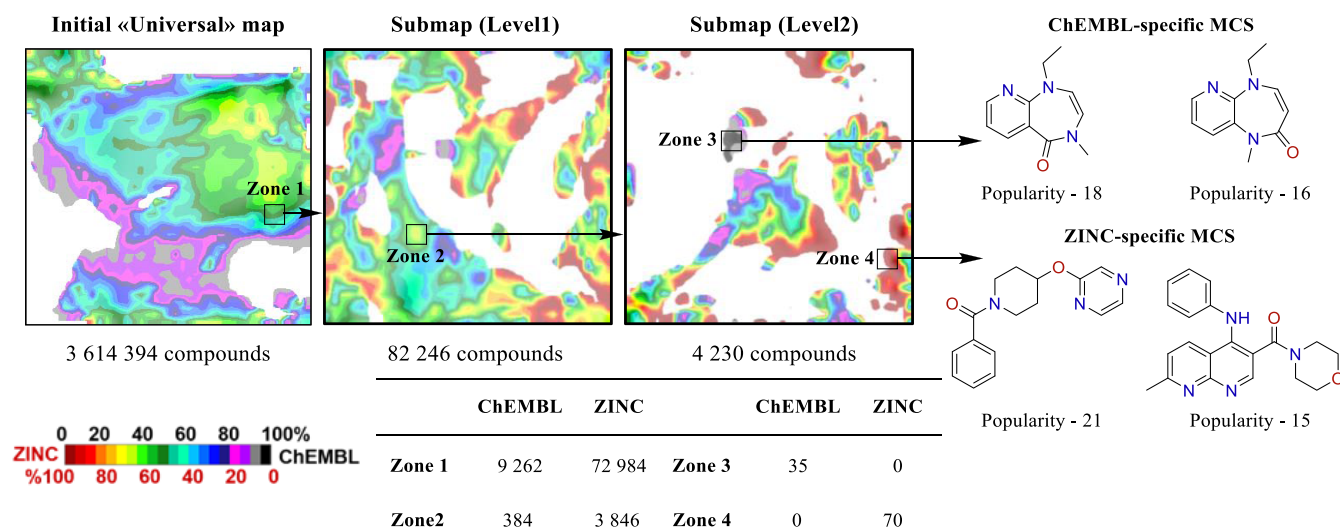 Initial «Universal» map
Submap (Level1)
Submap (Level2)
ChEMBL-specific MCS
Zone 1
Zone 2
Zone 3
Zone 4
N
N
N
O
Popularity - 18
N
N
N
O
Popularity - 16
ZINC-specific MCS
O
N
N
N
O
Popularity - 21
NH
O
N
O
N
N
Popularity - 15
3 614 394 compounds
82 246 compounds
4 230 compounds
0 20 40 60 80 100%
ZINC ChEMBL
%100 80 60 40 20 0
ChEMBL ZINC ChEMBL ZINC
Zone 1 9 262 72 984 Zone 3 35 0
Zone2 384 3 846 Zone 4 0 70